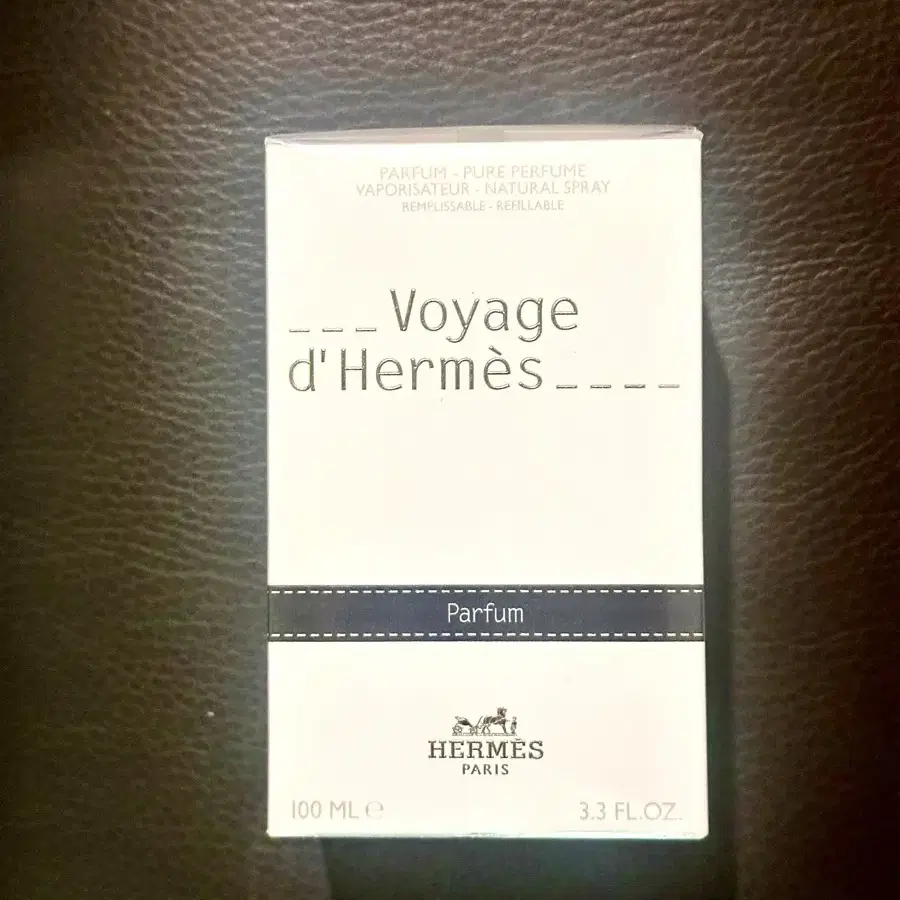 PARFUM - PURE PERFUME
VAPORISATEUR - NATURAL SPRAY
REMPLISSABLE - REFILLABLE
___Voyage
d'Hermès____
Parfum
HERMÈS
PARIS
100 ML ℮
3.3 FL.OZ.